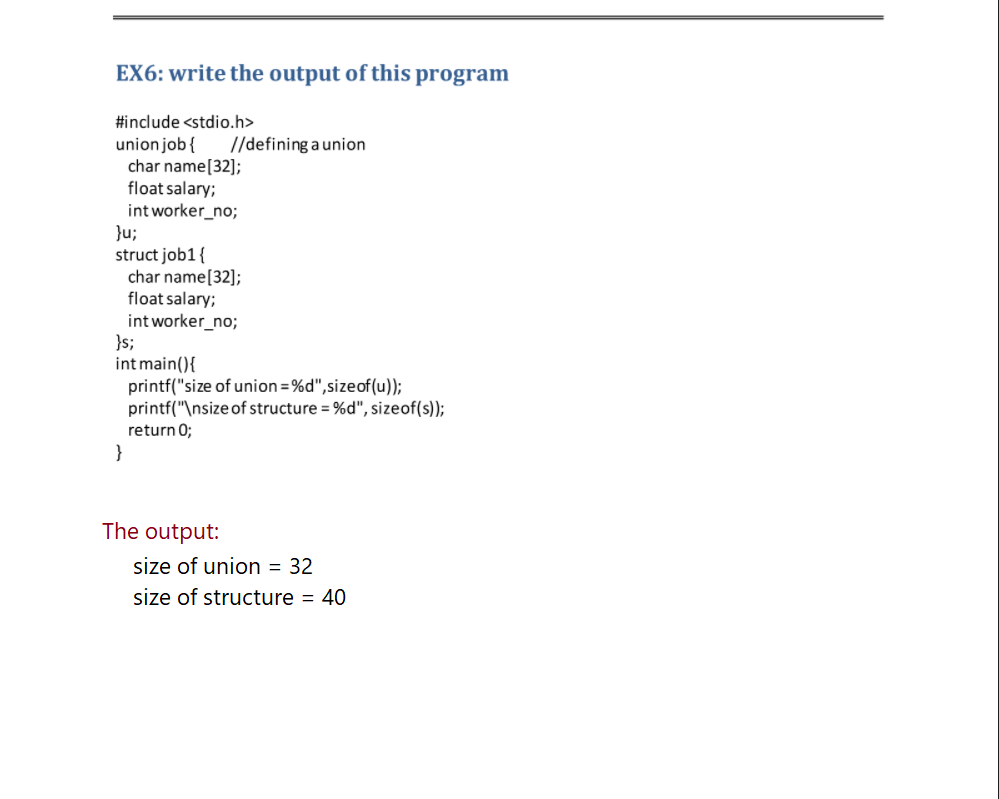 EX6: write the output of this program
#include <stdio.h>
union job { //defining a union
char name[32];
float salary;
int worker_no;
}u;
struct job1 {
char name[32];
float salary;
int worker_no;
}s;
int main(){
printf("size of union = %d",sizeof(u));
printf("\nsize of structure = %d", sizeof(s));
return 0;
}
The output:
size of union = 32
size of structure = 40